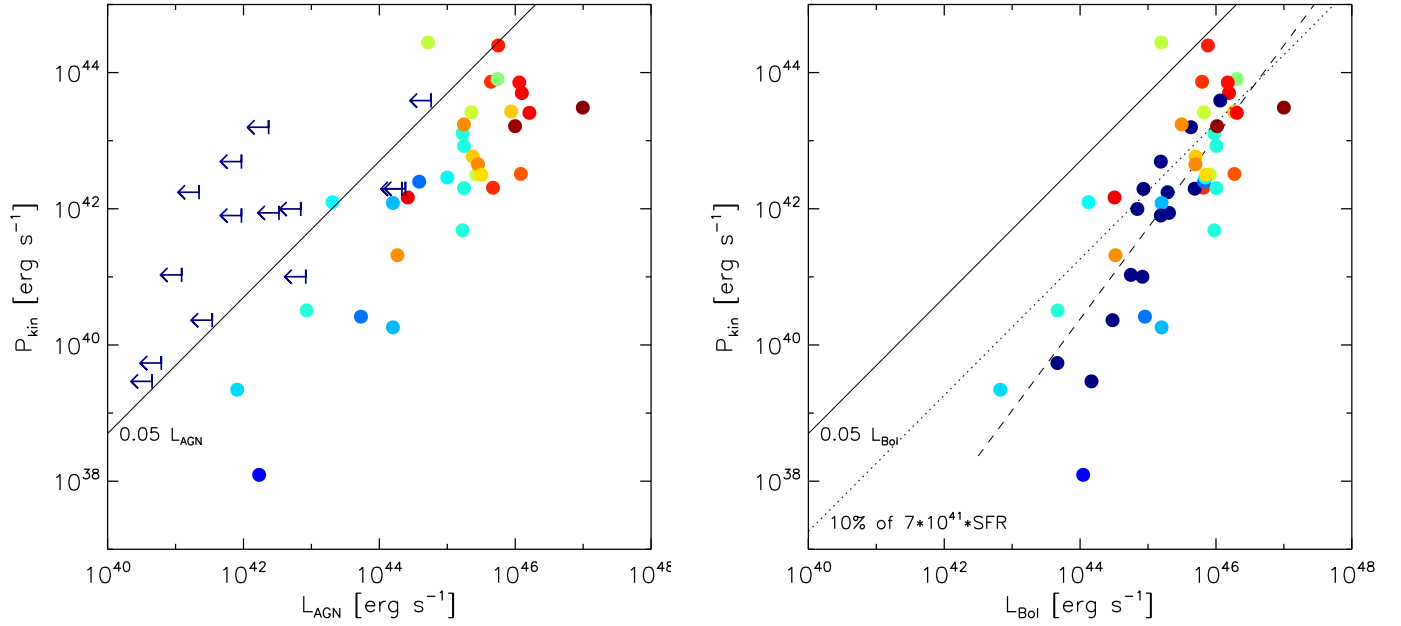 10^44
10^42
10^40
10^38
P_kin [erg s^-1]
0.05 L_AGN
10^40 10^42 10^44 10^46 10^48
L_AGN [erg s^-1]
10^44
10^42
10^40
10^38
P_kin [erg s^-1]
0.05 L_Bol
10% of 7*10^41*SFR
10^40 10^42 10^44 10^46 10^48
L_Bol [erg s^-1]